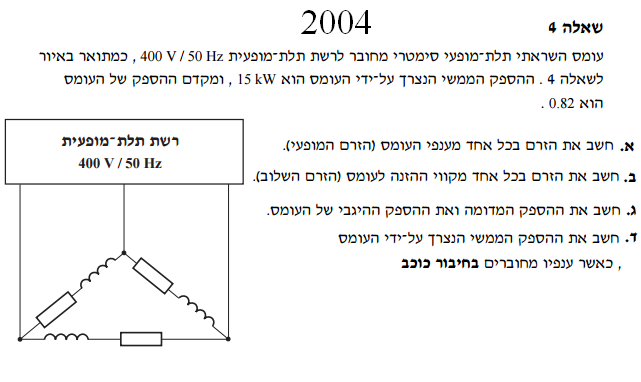 2004
שאלה 4
עומס השראתי תלת־מופעי סימטרי מחובר לרשת תלת־מופעית 400 V / 50 Hz , כמתואר באיור
לשאלה 4 . ההספק הממשי הנצרך על־ידי העומס הוא 15 kW , ומקדם ההספק של העומס
הוא 0.82 .
רשת תלת־מופעית
400 V / 50 Hz
א. חשב את הזרם בכל אחד מענפי העומס (הזרם המופעי).
ב. חשב את הזרם בכל אחד מקווי ההזנה לעומס (הזרם השלוב).
ג. חשב את ההספק המדומה ואת ההספק ההיגבי של העומס.
ד. חשב את ההספק הממשי הנצרך על־ידי העומס
, כאשר ענפיו מחוברים בחיבור כוכב